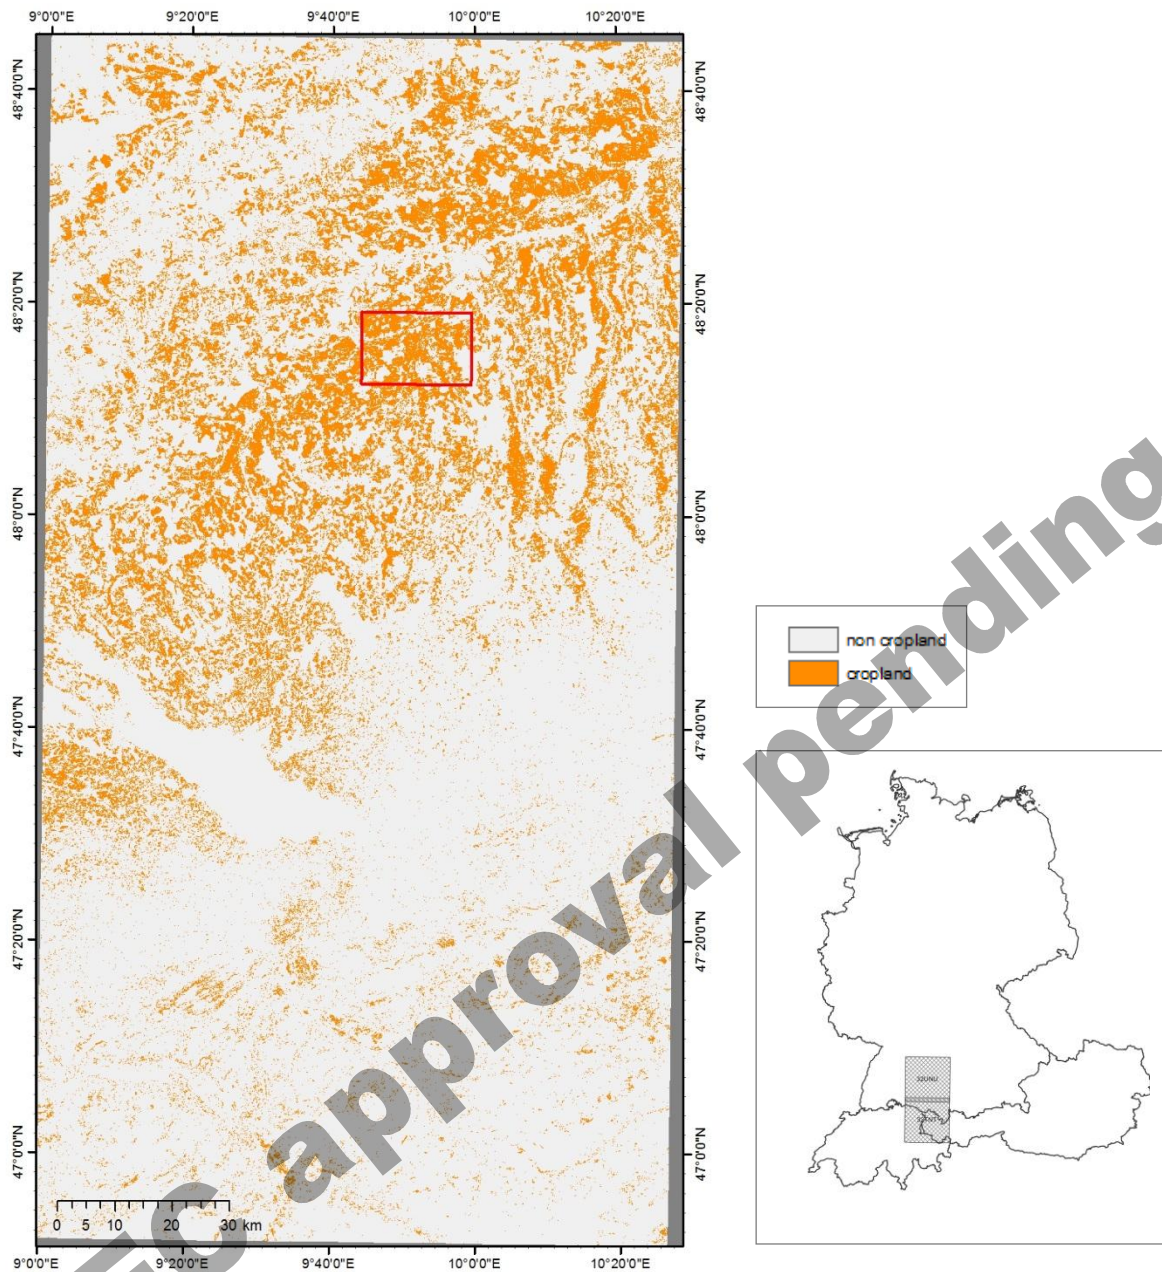 9°0'0"E 9°20'0"E 9°40'0"E 10°0'0"E 10°20'0"E
48°40'0"N 48°40'0"N
48°20'0"N 48°20'0"N
48°0'0"N 48°0'0"N
non cropland
cropland
47°40'0"N 47°40'0"N
47°20'0"N 47°20'0"N
47°0'0"N 47°0'0"N
32UNU
0 5 10 20 30 km
9°0'0"E 9°20'0"E 9°40'0"E 10°0'0"E 10°20'0"E
EC approval pending